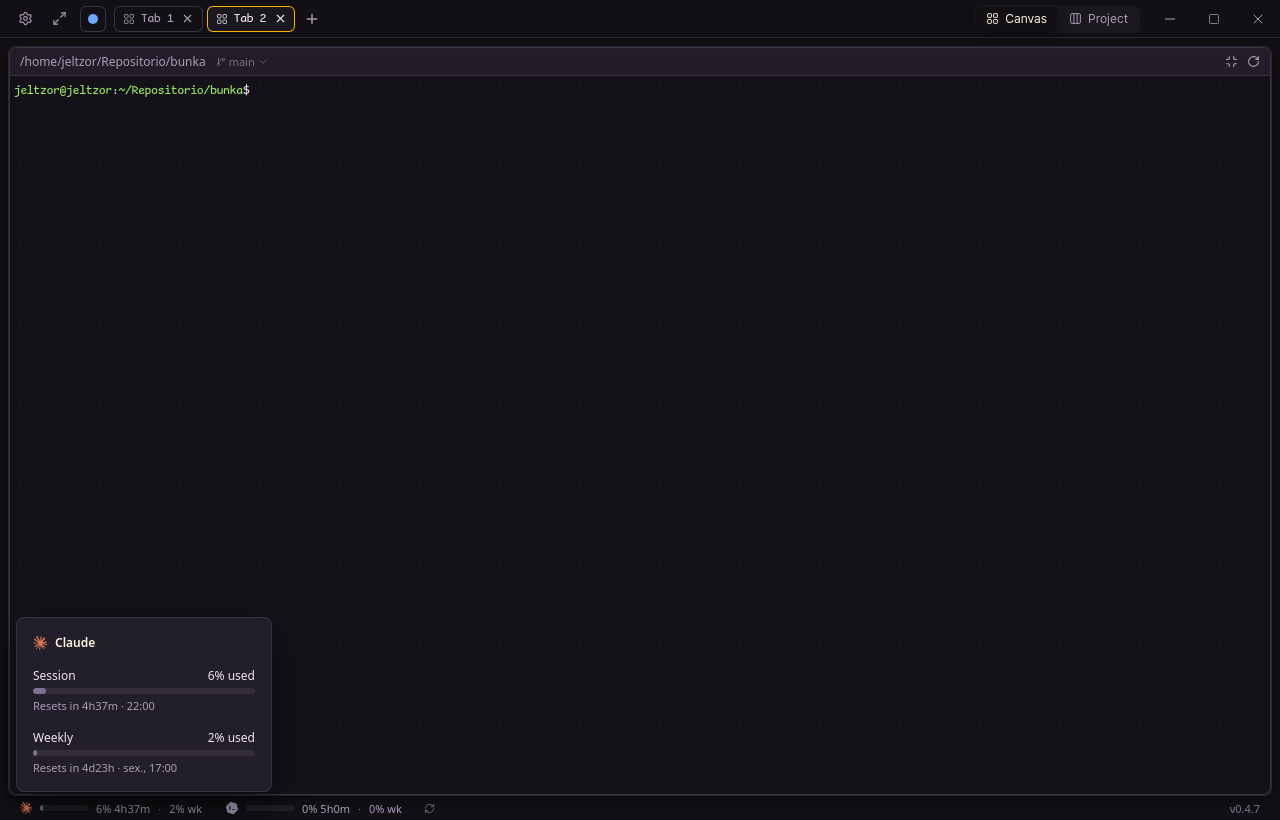 Tab 1
Tab 2
Canvas
Project
/home/jeltzor/Repositorio/bunka main
jeltzor@jeltzor:~/Repositorio/bunka$
Claude
Session 6% used
Resets in 4h37m · 22:00
Weekly 2% used
Resets in 4d23h · sex., 17:00
6% 4h37m · 2% wk 0% 5h0m · 0% wk v0.4.7